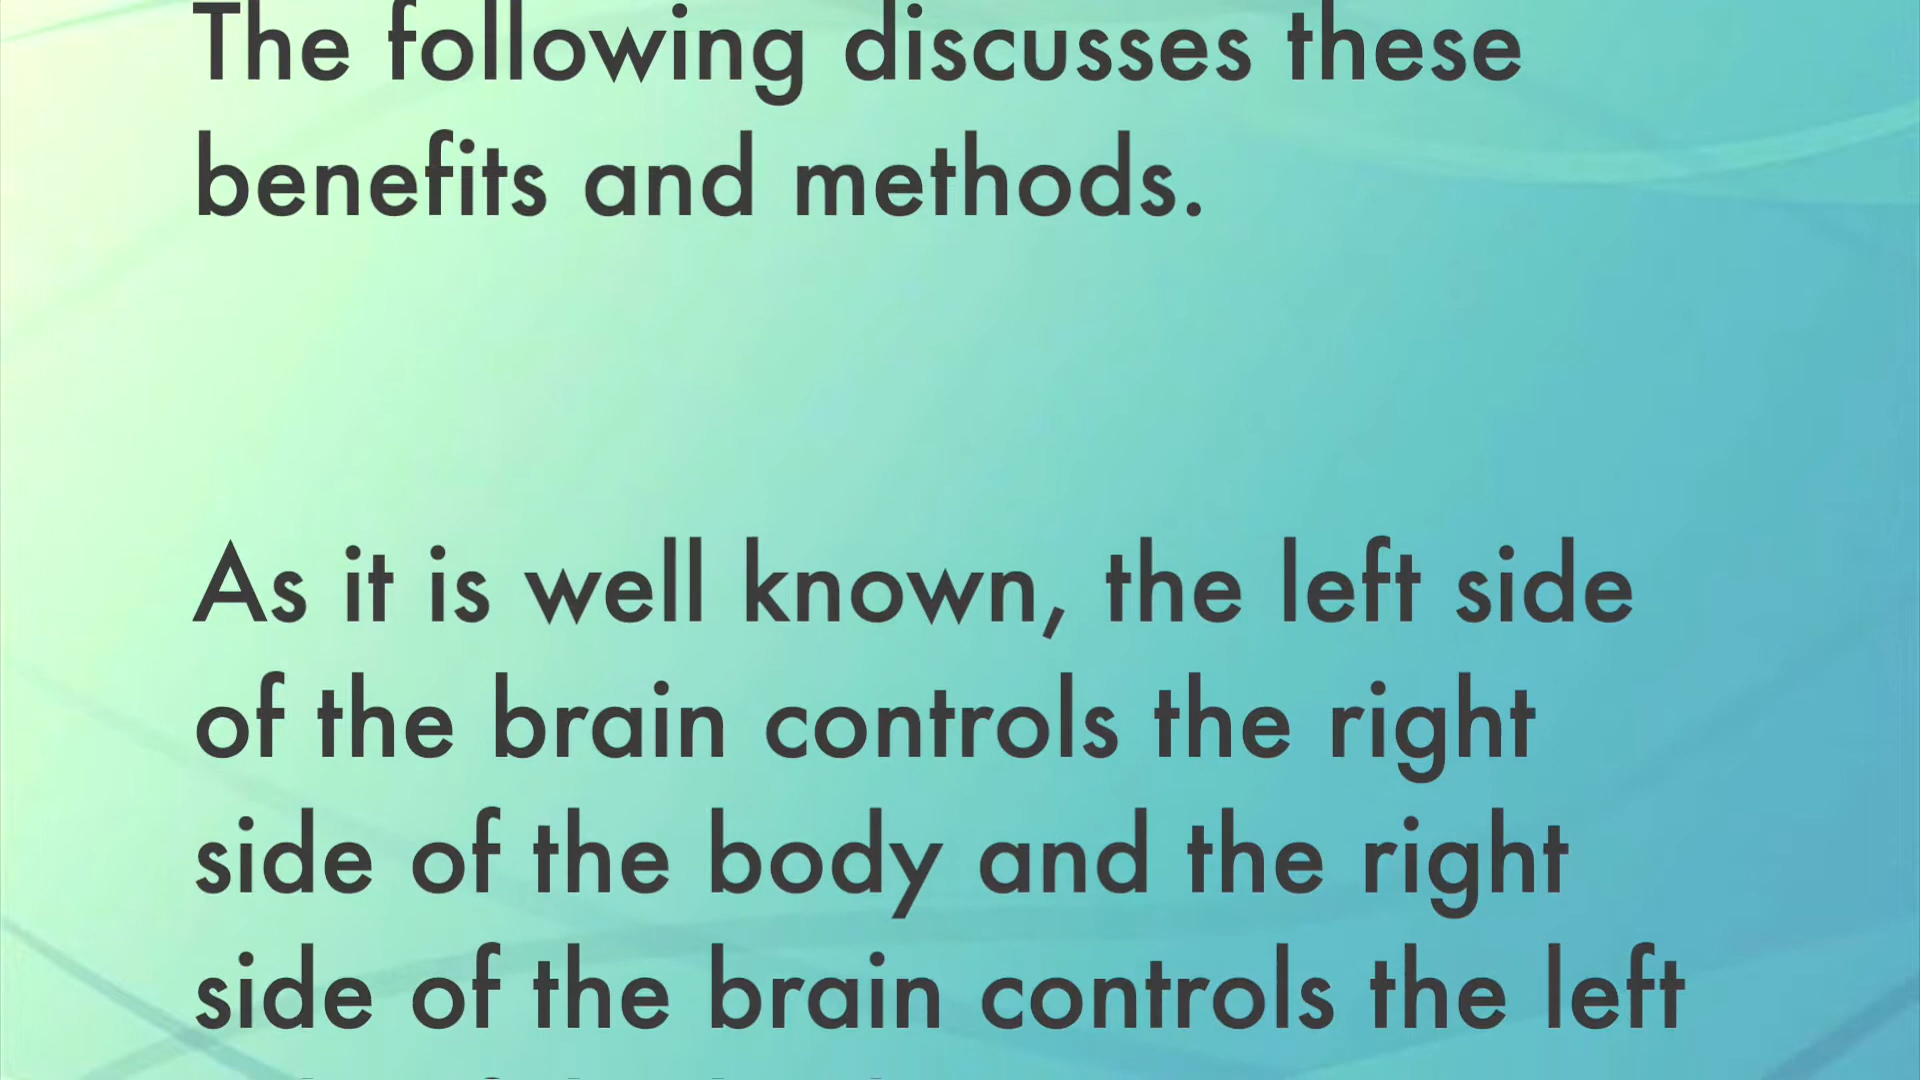 The following discusses these
benefits and methods.
As it is well known, the left side
of the brain controls the right
side of the body and the right
side of the brain controls the left